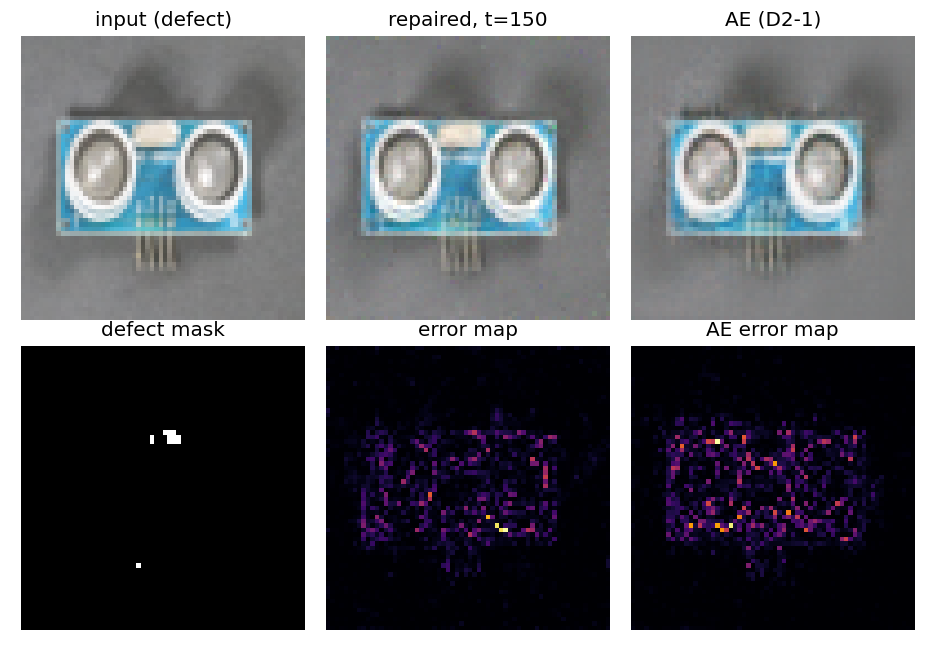 input (defect)
repaired, t=150
AE (D2-1)
defect mask
error map
AE error map